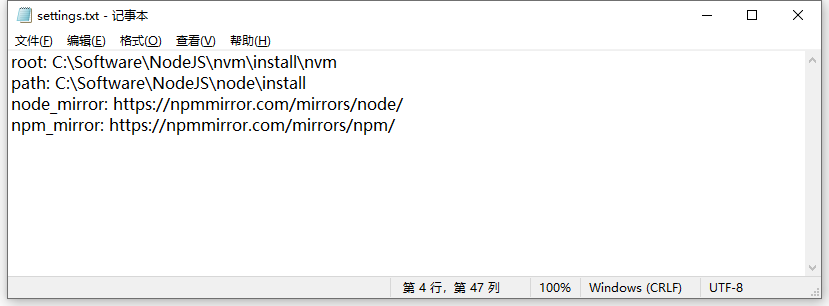 settings.txt - 记事本
文件(F) 编辑(E) 格式(O) 查看(V) 帮助(H)
root: C:\Software\NodeJS\nvm\install\nvm
path: C:\Software\NodeJS\node\install
node_mirror: https://npmmirror.com/mirrors/node/
npm_mirror: https://npmmirror.com/mirrors/npm/
第 4 行，第 47 列 100% Windows (CRLF) UTF-8